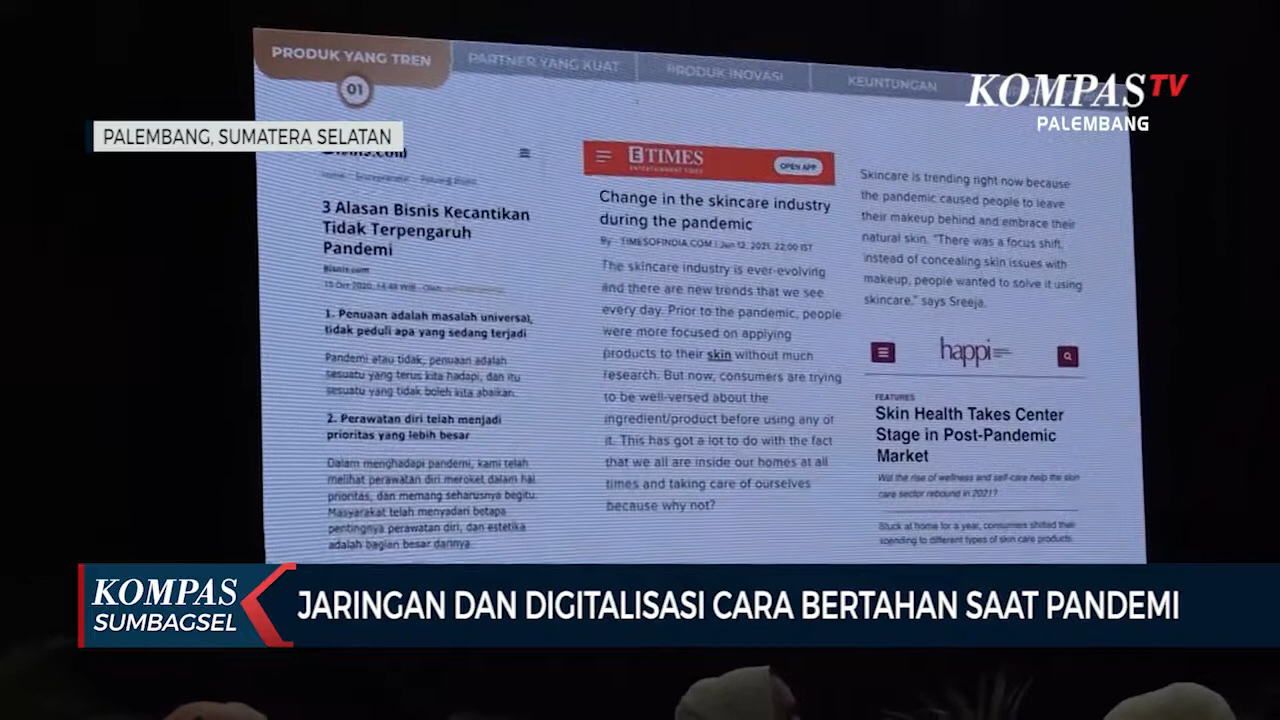 PRODUK YANG TREN
PARTNER YANG KUAT
PRODUK INOVASI
KEUNTUNGAN
01
KOMPAS TV
PALEMBANG
PALEMBANG, SUMATERA SELATAN
3 Alasan Bisnis Kecantikan
Tidak Terpengaruh
Pandemi
Bisnis.com
1. Penuaan adalah masalah universal,
tidak peduli apa yang sedang terjadi
Pandemi atau tidak, penuaan adalah
sesuatu yang terus kita hadapi, dan itu
sesuatu yang tidak boleh kita abaikan.
2. Perawatan diri telah menjadi
prioritas yang lebih besar
Dalam menghadapi pandemi, kami telah
melihat perawatan diri meroket dalam hal
prioritas, dan memang seharusnya begitu.
Masyarakat telah menyadari betapa
pentingnya perawatan diri, dan estetika
adalah bagian besar darinya.
ETIMES
OPEN APP
Change in the skincare industry
during the pandemic
By - TIMESOFINDIA.COM | Jun 12, 2021, 22:00 IST
The skincare industry is ever-evolving
and there are new trends that we see
every day. Prior to the pandemic, people
were more focused on applying
products to their skin without much
research. But now, consumers are trying
to be well-versed about the
ingredient/product before using any of
it. This has got a lot to do with the fact
that we all are inside our homes at all
times and taking care of ourselves
because why not?
Skincare is trending right now because
the pandemic caused people to leave
their makeup behind and embrace their
natural skin. "There was a focus shift,
instead of concealing skin issues with
makeup, people wanted to solve it using
skincare," says Sreeja.
happi
FEATURES
Skin Health Takes Center
Stage in Post-Pandemic
Market
Will the rise of wellness and self-care help the skin
care sector rebound in 2021?
Stuck at home for a year, consumers shifted their
spending to different types of skin care products.
KOMPAS
SUMBAGSEL
JARINGAN DAN DIGITALISASI CARA BERTAHAN SAAT PANDEMI